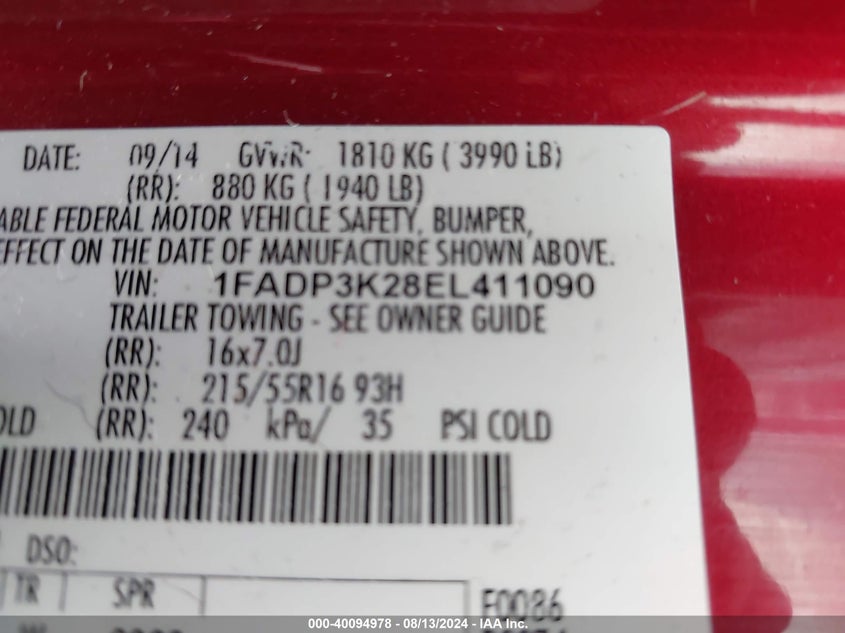 DATE: 09/14 GVWR: 1810 KG ( 3990 LB)
(RR): 880 KG ( 1940 LB)
ABLE FEDERAL MOTOR VEHICLE SAFETY, BUMPER,
EFFECT ON THE DATE OF MANUFACTURE SHOWN ABOVE.
VIN: 1FADP3K28EL411090
TRAILER TOWING - SEE OWNER GUIDE
(RR): 16x7.0J
(RR): 215/55R16 93H
OLD (RR): 240 kPa/ 35 PSI COLD
DSO:
TR SPR E0086
000-40094978 - 08/13/2024 - IAA Inc.